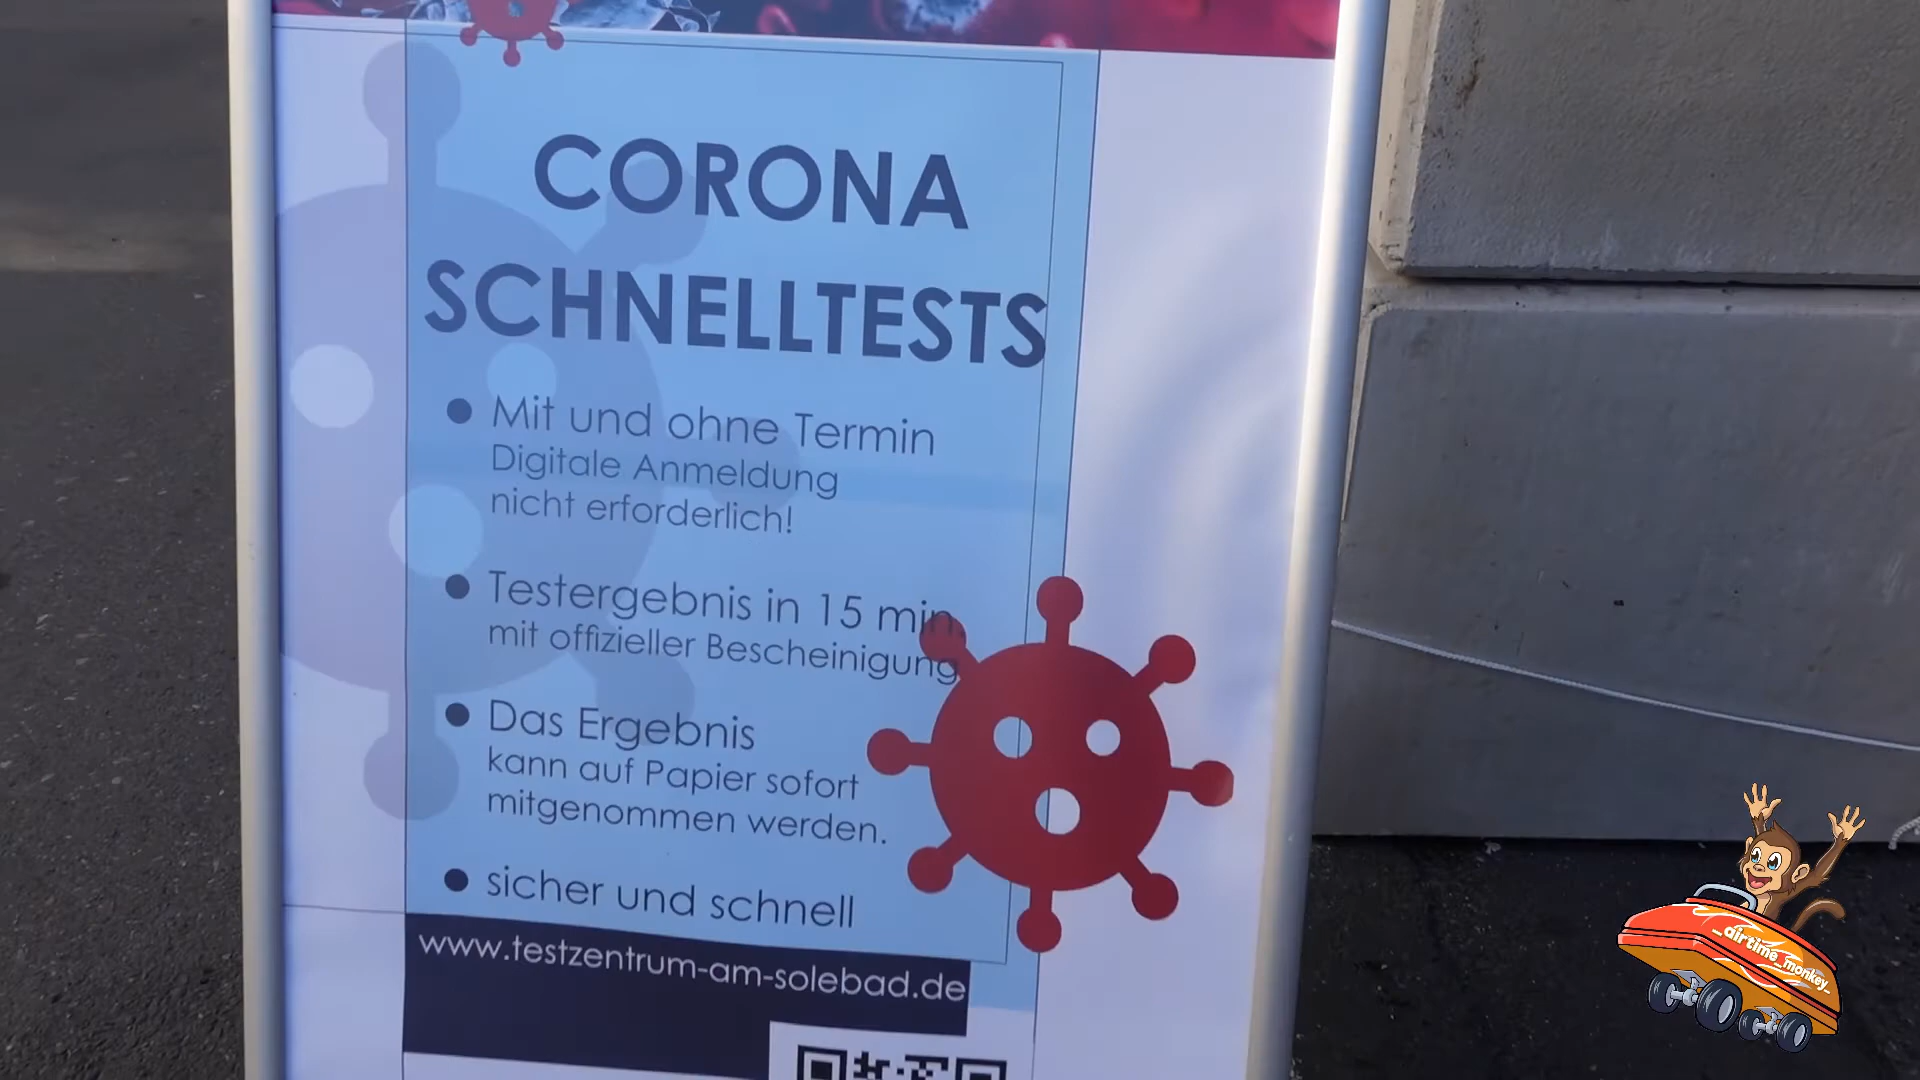 CORONA
SCHNELLTESTS
Mit und ohne Termin
Digitale Anmeldung
nicht erforderlich!
Testergebnis in 15 min.
mit offizieller Bescheinigung
Das Ergebnis
kann auf Papier sofort
mitgenommen werden.
sicher und schnell
www.testzentrum-am-solebad.de
_airtime_monkey_